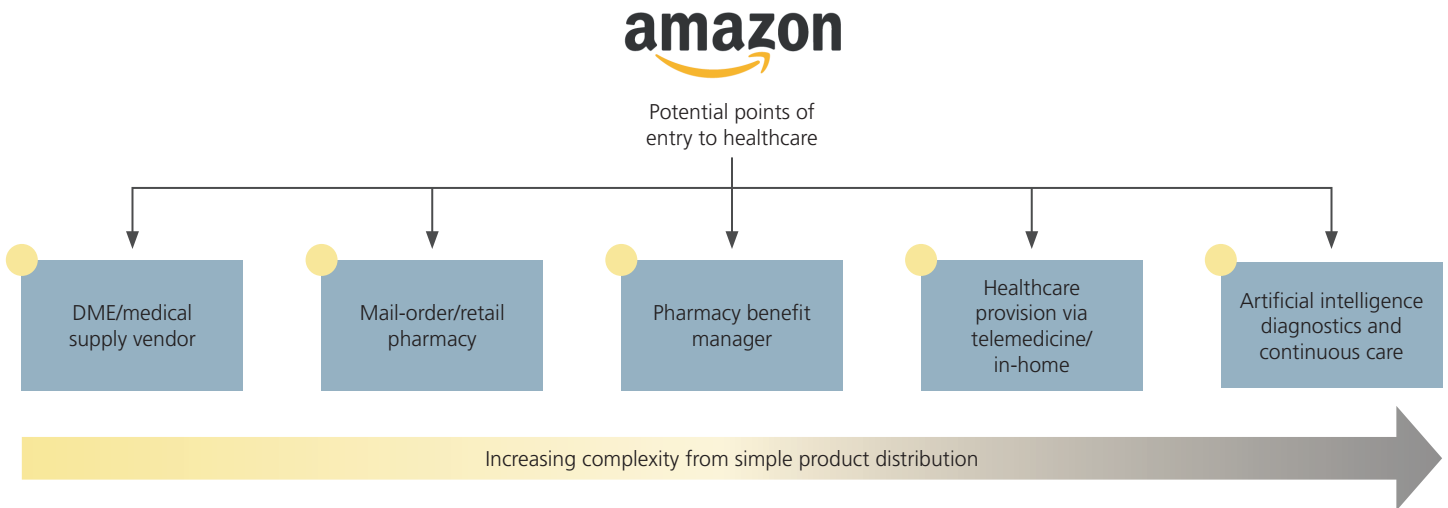 amazon
Potential points of
entry to healthcare
DME/medical
supply vendor
Mail-order/retail
pharmacy
Pharmacy benefit
manager
Healthcare
provision via
telemedicine/
in-home
Artificial intelligence
diagnostics and
continuous care
Increasing complexity from simple product distribution